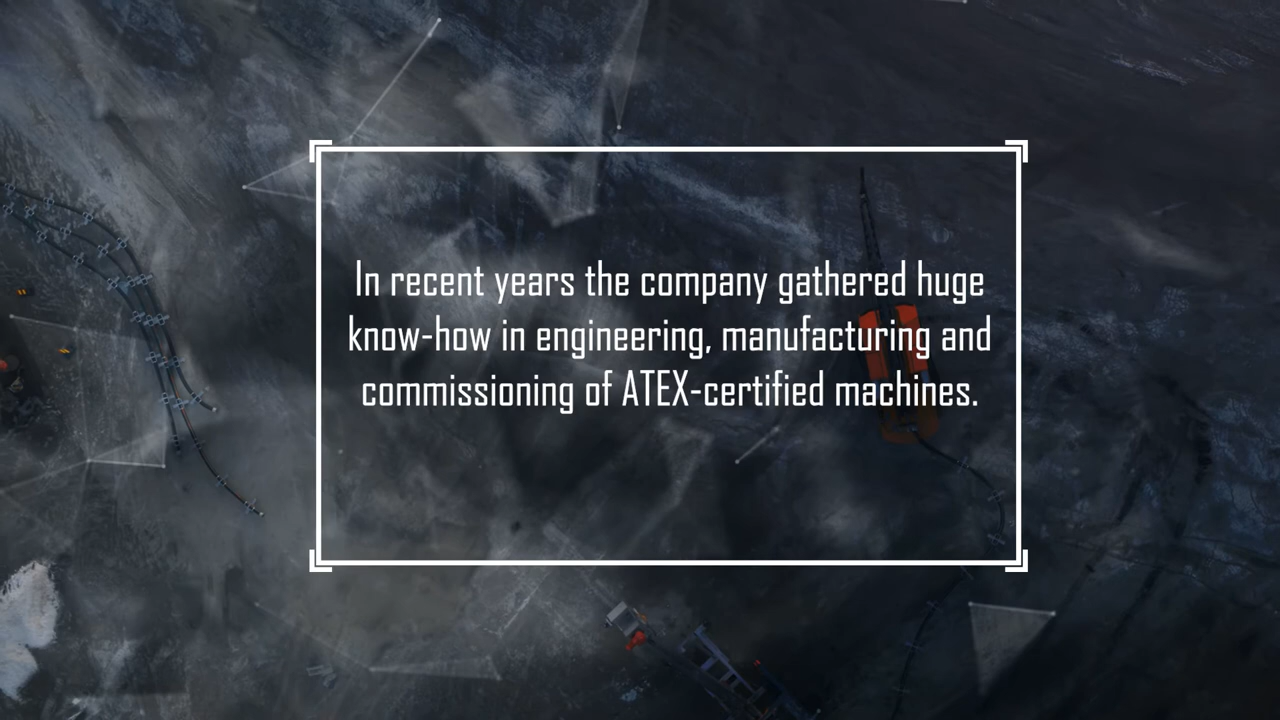 In recent years the company gathered huge
know-how in engineering, manufacturing and
commissioning of ATEX-certified machines.